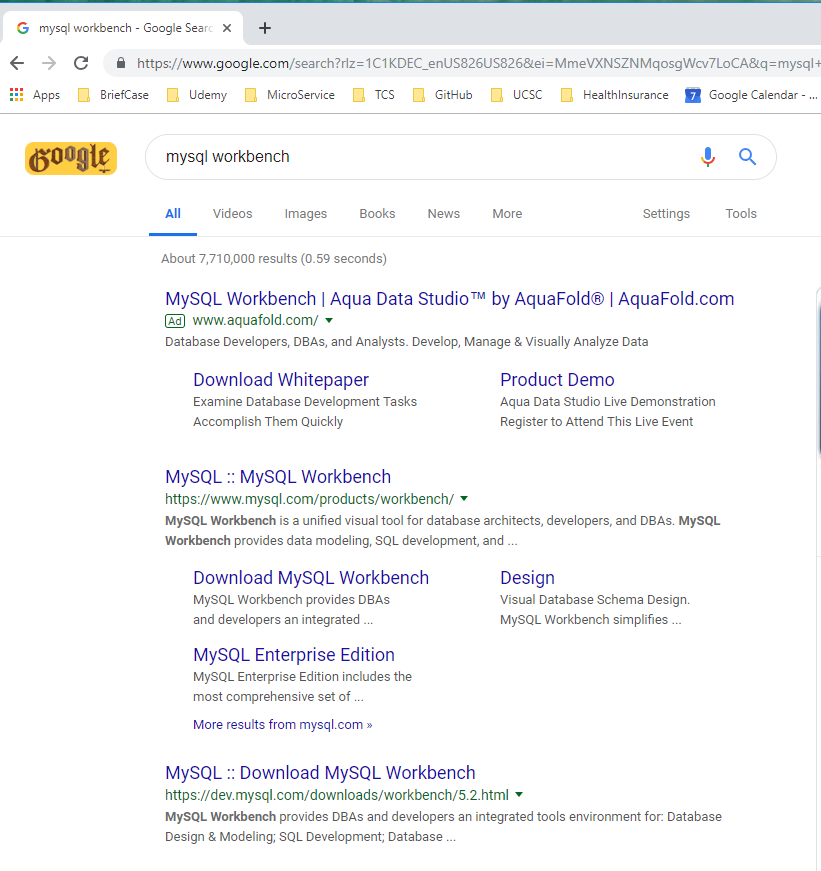 mysql workbench - Google Searc
https://www.google.com/search?rlz=1C1KDEC_enUS826US826&ei=MmeVXNSZNMqosgWcv7LoCA&q=mysql+
Apps BriefCase Udemy MicroService TCS GitHub UCSC HealthInsurance 7 Google Calendar - ...
Google mysql workbench
All Videos Images Books News More Settings Tools
About 7,710,000 results (0.59 seconds)
MySQL Workbench | Aqua Data Studio™ by AquaFold® | AquaFold.com
Ad www.aquafold.com/
Database Developers, DBAs, and Analysts. Develop, Manage & Visually Analyze Data
Download Whitepaper
Examine Database Development Tasks
Accomplish Them Quickly
Product Demo
Aqua Data Studio Live Demonstration
Register to Attend This Live Event
MySQL :: MySQL Workbench
https://www.mysql.com/products/workbench/
MySQL Workbench is a unified visual tool for database architects, developers, and DBAs. MySQL
Workbench provides data modeling, SQL development, and ...
Download MySQL Workbench
MySQL Workbench provides DBAs
and developers an integrated ...
Design
Visual Database Schema Design.
MySQL Workbench simplifies ...
MySQL Enterprise Edition
MySQL Enterprise Edition includes the
most comprehensive set of ...
More results from mysql.com »
MySQL :: Download MySQL Workbench
https://dev.mysql.com/downloads/workbench/5.2.html
MySQL Workbench provides DBAs and developers an integrated tools environment for: Database
Design & Modeling; SQL Development; Database ...